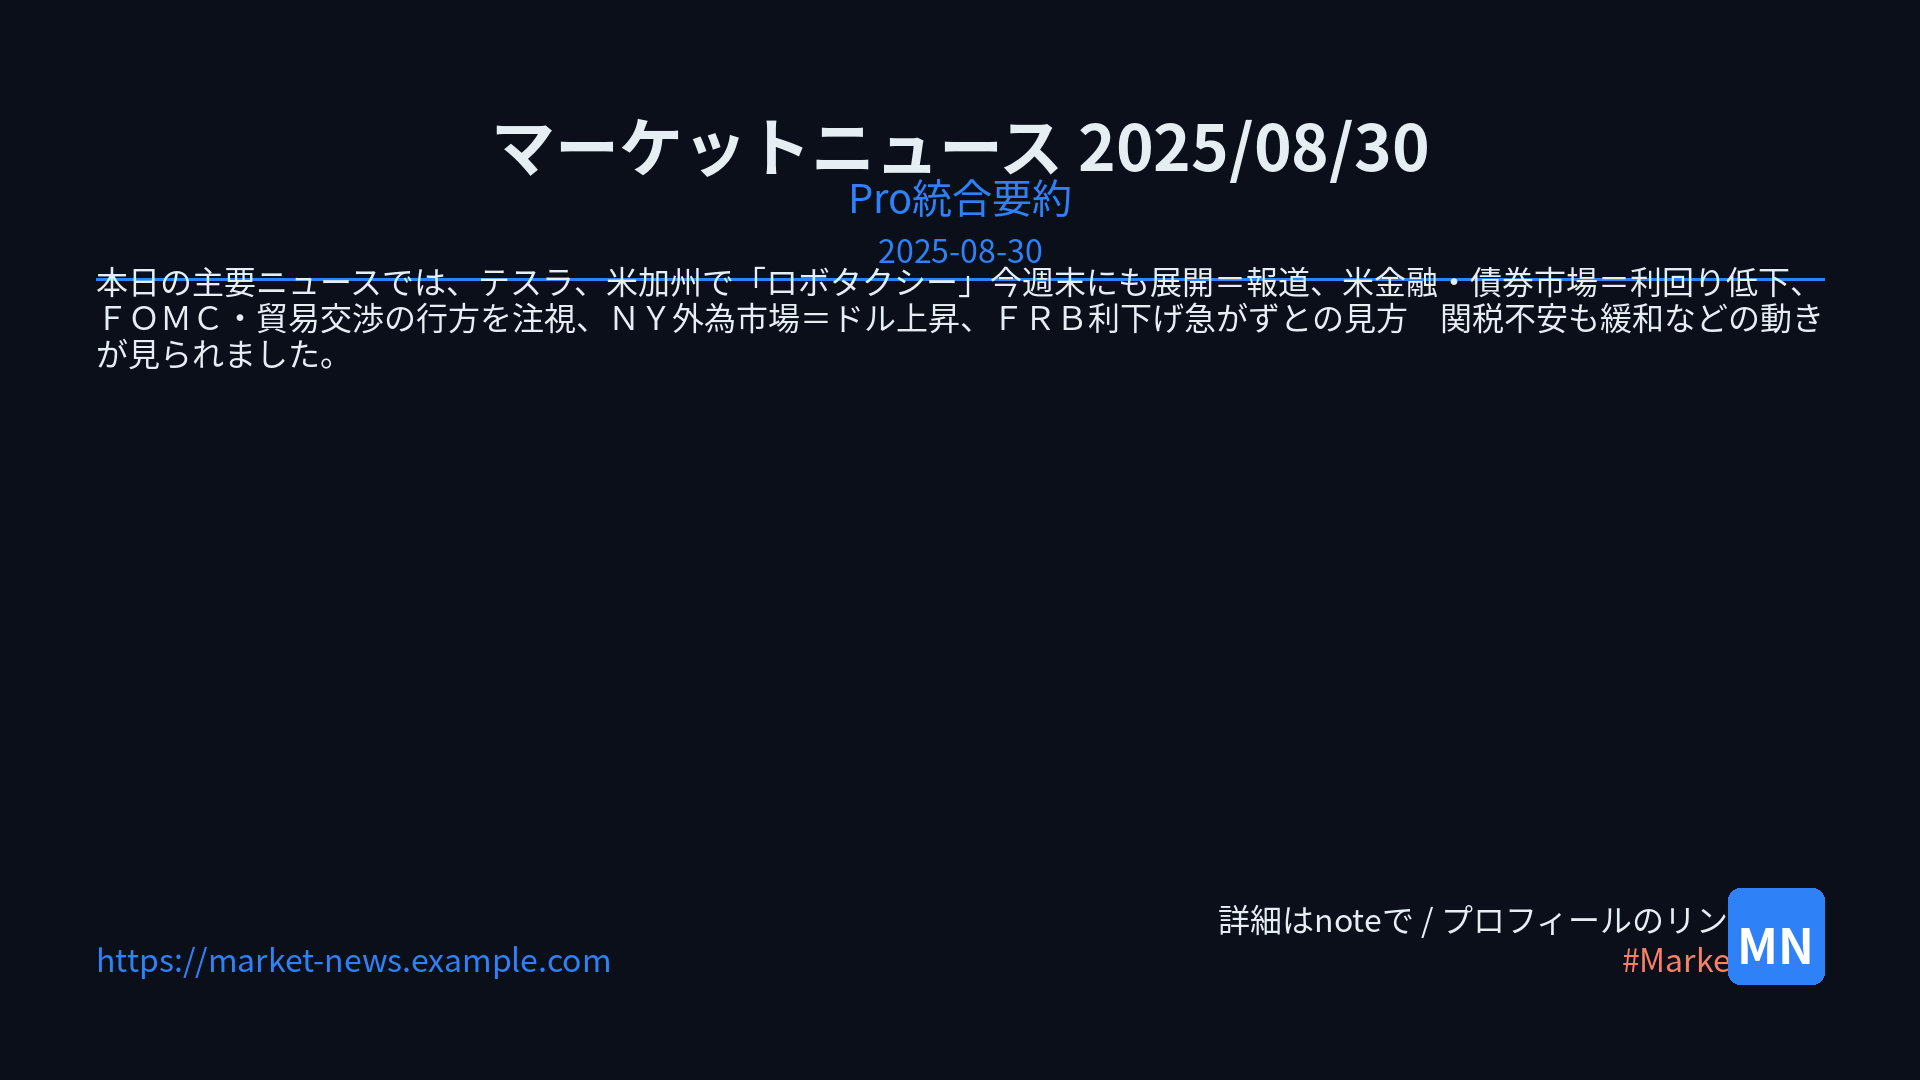 マーケットニュース 2025/08/30
Pro統合要約
2025-08-30
本日の主要ニュースでは、テスラ、米加州で「ロボタクシー」今週末にも展開＝報道、米金融・債券市場＝利回り低下、
ＦＯＭＣ・貿易交渉の行方を注視、ＮＹ外為市場＝ドル上昇、ＦＲＢ利下げ急がずとの見方　関税不安も緩和などの動き
が見られました。
詳細はnoteで / プロフィールのリン
https://market-news.example.com
#Marke
MN